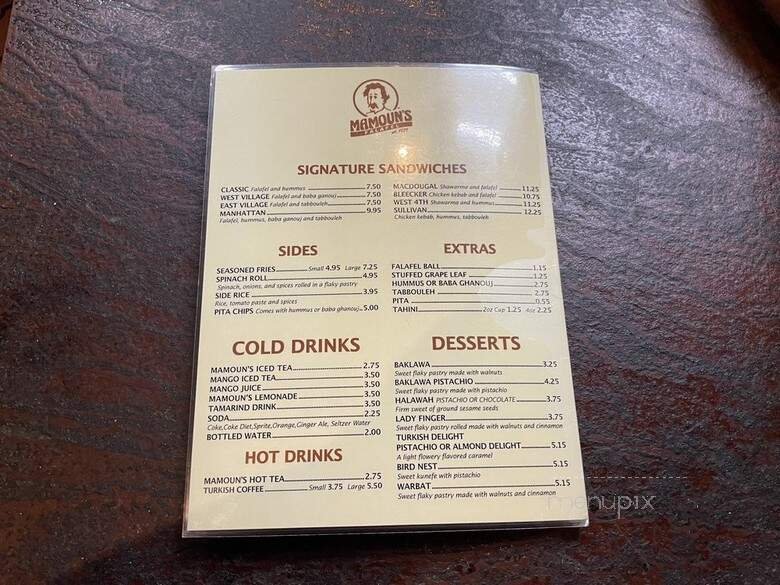 MAMOUN'S
FALAFEL
SIGNATURE SANDWICHES
CLASSIC Falafel and hummus 7.50
WEST VILLAGE Falafel and baba ganouj 7.50
EAST VILLAGE Falafel and tabbouleh 7.50
MANHATTAN 9.95
Falafel, hummus, baba ganouj and tabbouleh
MACDOUGAL Shawarma and falafel 11.25
BLEECKER Chicken kebab and falafel 10.75
WEST 4TH Shawarma and hummus 11.25
SULLIVAN 12.25
Chicken kebab, hummus, tabbouleh
SIDES
SEASONED FRIES Small 4.95 Large 7.25
SPINACH ROLL 4.95
Spinach, onions, and spices rolled in a flaky pastry
SIDE RICE 3.95
Rice, tomato paste and spices
PITA CHIPS Comes with hummus or baba ghanouj 5.00
EXTRAS
FALAFEL BALL 1.15
STUFFED GRAPE LEAF 1.25
HUMMUS OR BABA GHANOUJ 2.75
TABBOULEH 2.75
PITA 0.55
TAHINI 2oz Cup 1.25 4oz 2.25
COLD DRINKS
MAMOUN'S ICED TEA 2.75
MANGO ICED TEA 3.50
MANGO JUICE 3.50
MAMOUN'S LEMONADE 3.50
TAMARIND DRINK 3.50
SODA 2.25
Coke,Coke Diet,Sprite,Orange,Ginger Ale, Seltzer Water
BOTTLED WATER 2.00
HOT DRINKS
MAMOUN'S HOT TEA 2.75
TURKISH COFFEE Small 3.75 Large 5.50
DESSERTS
BAKLAWA 3.25
Sweet flaky pastry made with walnuts
BAKLAWA PISTACHIO 4.25
Sweet flaky pastry made with pistachio
HALAWAH PISTACHIO OR CHOCOLATE 3.75
Firm sweet of ground sesame seeds
LADY FINGER 3.75
Sweet flaky pastry rolled made with walnuts and cinnamon
TURKISH DELIGHT
PISTACHIO OR ALMOND DELIGHT 5.15
A light flowery flavored caramel
BIRD NEST 5.15
Sweet kunefe with pistachio
WARBAT 5.15
Sweet flaky pastry made with walnuts and cinnamon
menupix